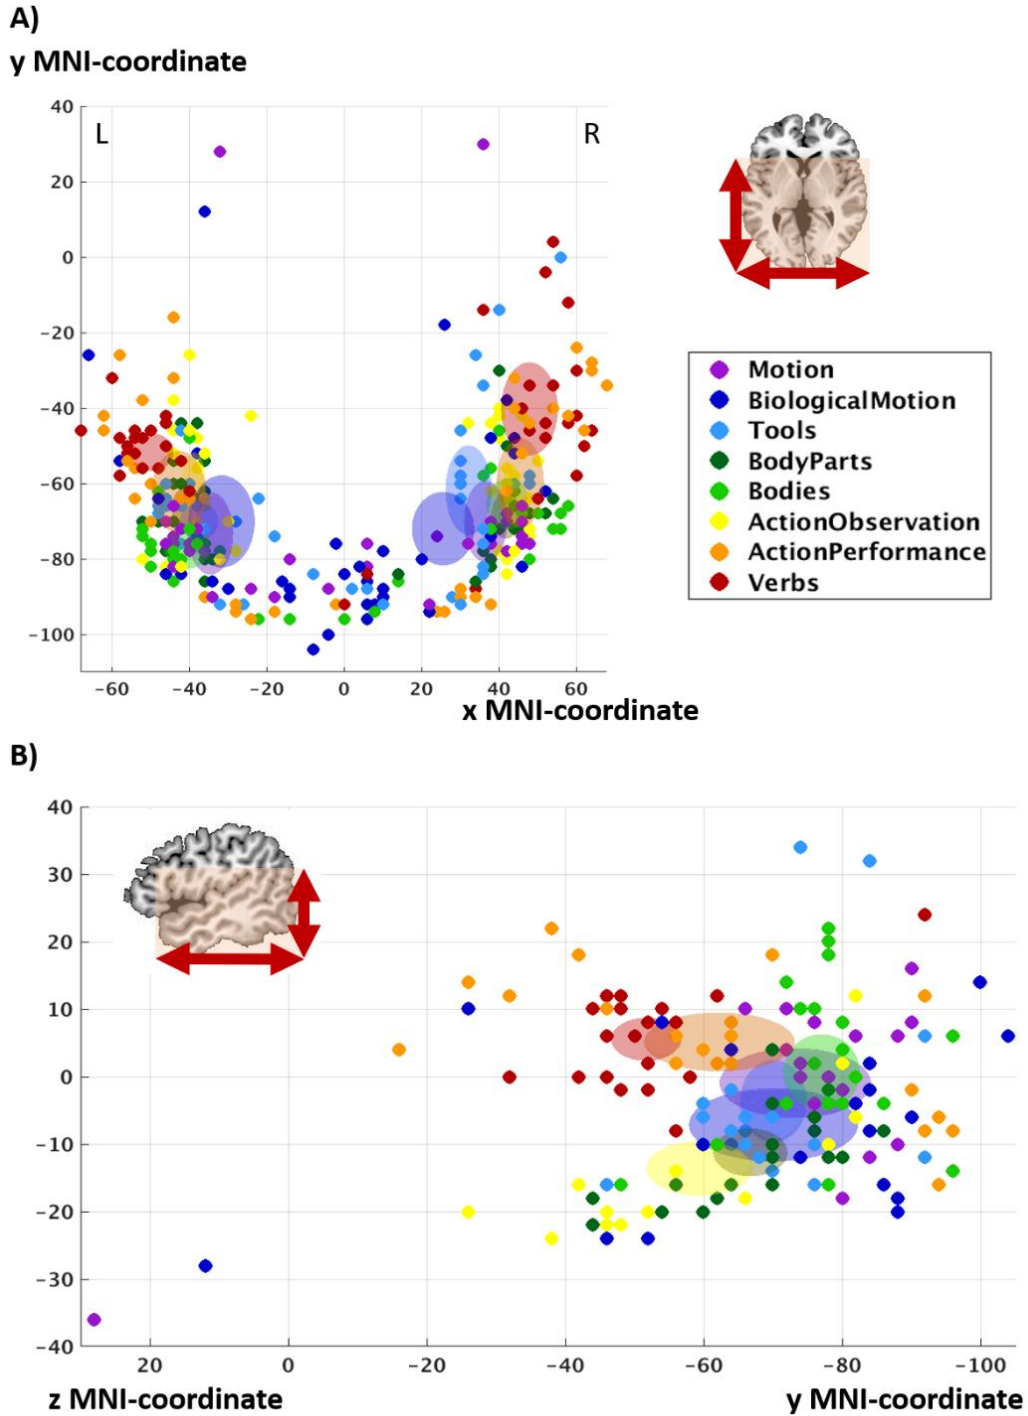 A)
y MNI-coordinate
40
L
R
20
0
−20
−40
−60
−80
−100
−60
−40
−20
0
20
40
60
x MNI-coordinate
Motion
BiologicalMotion
Tools
BodyParts
Bodies
ActionObservation
ActionPerformance
Verbs
B)
40
30
20
10
0
−10
−20
−30
−40
20
0
−20
−40
−60
−80
−100
z MNI-coordinate
y MNI-coordinate